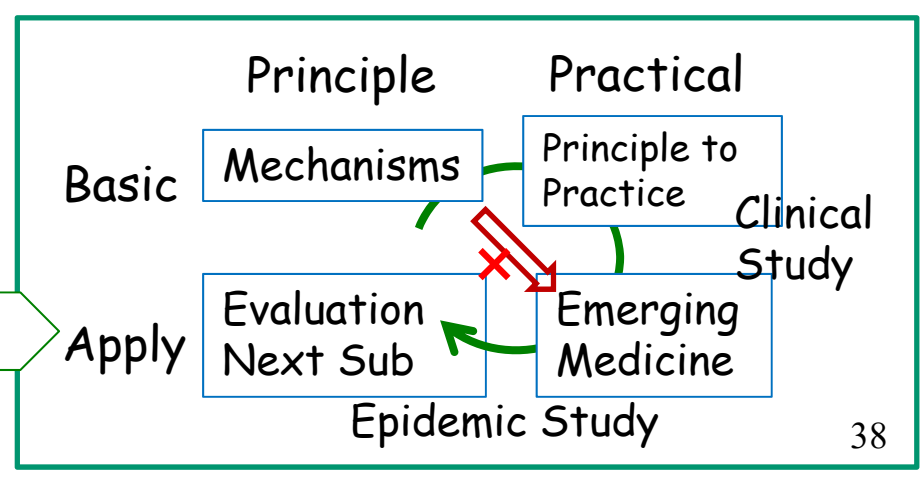 Principle
Practical
Basic
Mechanisms
Principle to
Practice
Clinical
Study
Apply
Evaluation
Next Sub
Emerging
Medicine
Epidemic Study
38